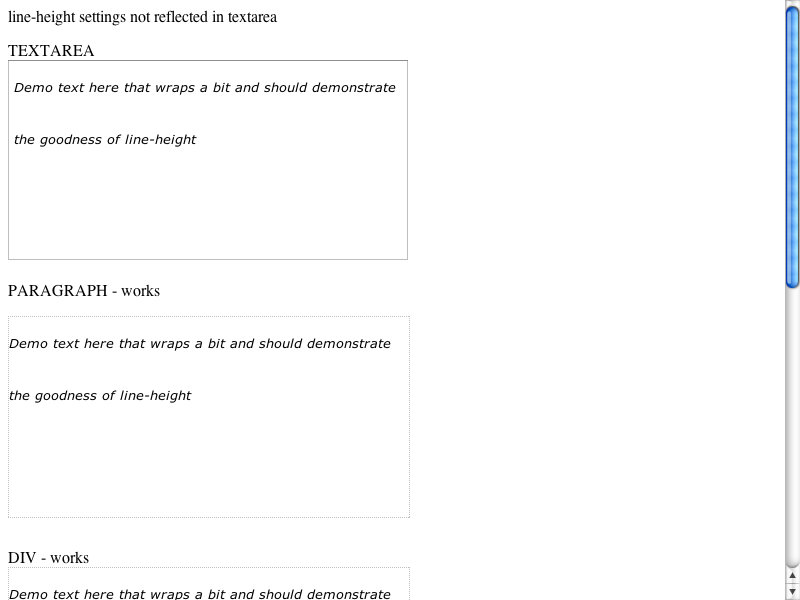 line-height settings not reflected in textarea
TEXTAREA
Demo text here that wraps a bit and should demonstrate
the goodness of line-height
PARAGRAPH - works
Demo text here that wraps a bit and should demonstrate
the goodness of line-height
DIV - works
Demo text here that wraps a bit and should demonstrate